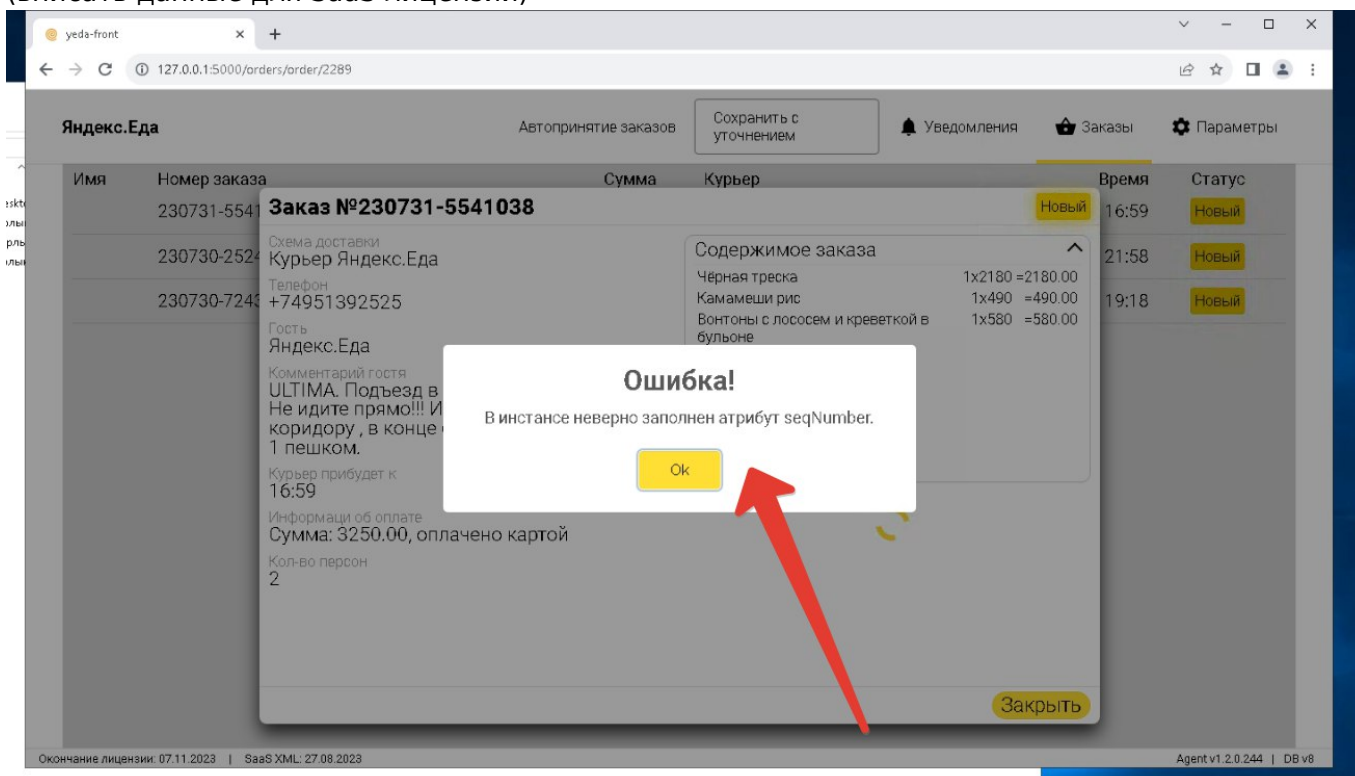 (вписать данные для SaaS лицензии)
yeda-front
127.0.0.1:5000/orders/order/2289
Яндекс.Еда
Автопринятие заказов
Сохранить с
уточнением
Уведомления
Заказы
Параметры
Имя Номер заказа Сумма Курьер Время Статус
230731-5541 16:59 Новый
230730-2524 21:58 Новый
230730-7243 19:18 Новый
Заказ №230731-5541038 Новый
Схема доставки
Курьер Яндекс.Еда
Телефон
+74951392525
Гость
Яндекс.Еда
Комментарий гостя
ULTIMA. Подъезд в
Не идите прямо!!! И
коридору , в конце
1 пешком.
Курьер прибудет к
16:59
Информаци об оплате
Сумма: 3250.00, оплачено картой
Кол-во персон
2
Содержимое заказа
Чёрная треска 1x2180 =2180.00
Камамеши рис 1x490 =490.00
Вонтоны с лососем и креветкой в 1x580 =580.00
бульоне
Ошибка!
В инстансе неверно заполнен атрибут seqNumber.
Ok
Закрыть
Окончание лицензии: 07.11.2023 | SaaS XML: 27.08.2023
Agent v1.2.0.244 | DB v8